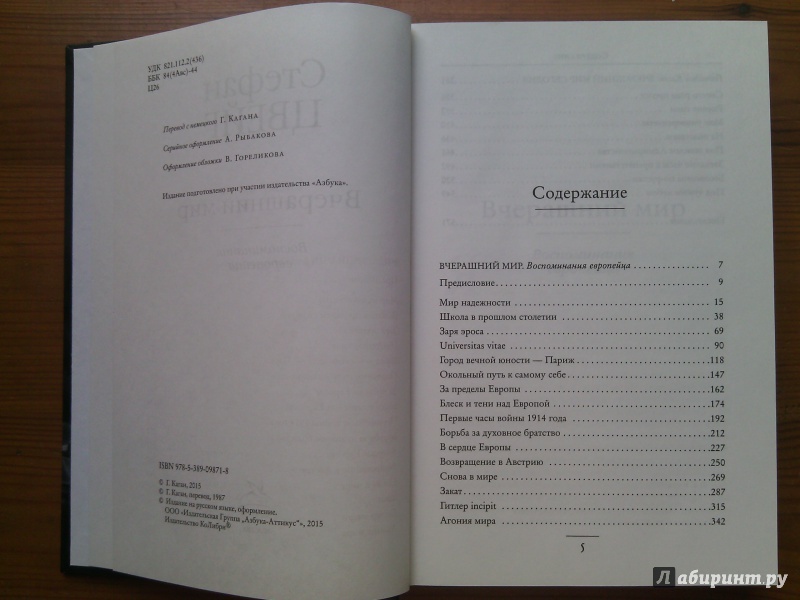 УДК 821.112.2(436)
ББК 84(4Авс)-44
Ц26
Перевод с немецкого Г. Кагана
Серийное оформление А. Рыбакова
Оформление обложки В. Гореликова
Издание подготовлено при участии издательства «Азбука».
ISBN 978-5-389-09871-8
© Г. Каган, 2015
© Г. Каган, перевод, 1987
© Издание на русском языке, оформление.
ООО «Издательская Группа „Азбука-Аттикус“», 2015
Издательство КоЛибри®
Содержание
ВЧЕРАШНИЙ МИР. Воспоминания европейца 7
Предисловие 9
Мир надежности 15
Школа в прошлом столетии 38
Заря эроса 69
Universitas vitae 90
Город вечной юности — Париж 118
Окольный путь к самому себе 147
За пределы Европы 162
Блеск и тени над Европой 174
Первые часы войны 1914 года 192
Борьба за духовное братство 212
В сердце Европы 227
Возвращение в Австрию 250
Снова в мире 269
Закат 287
Гитлер incipit 315
Агония мира 342
5
Лабиринт.ру